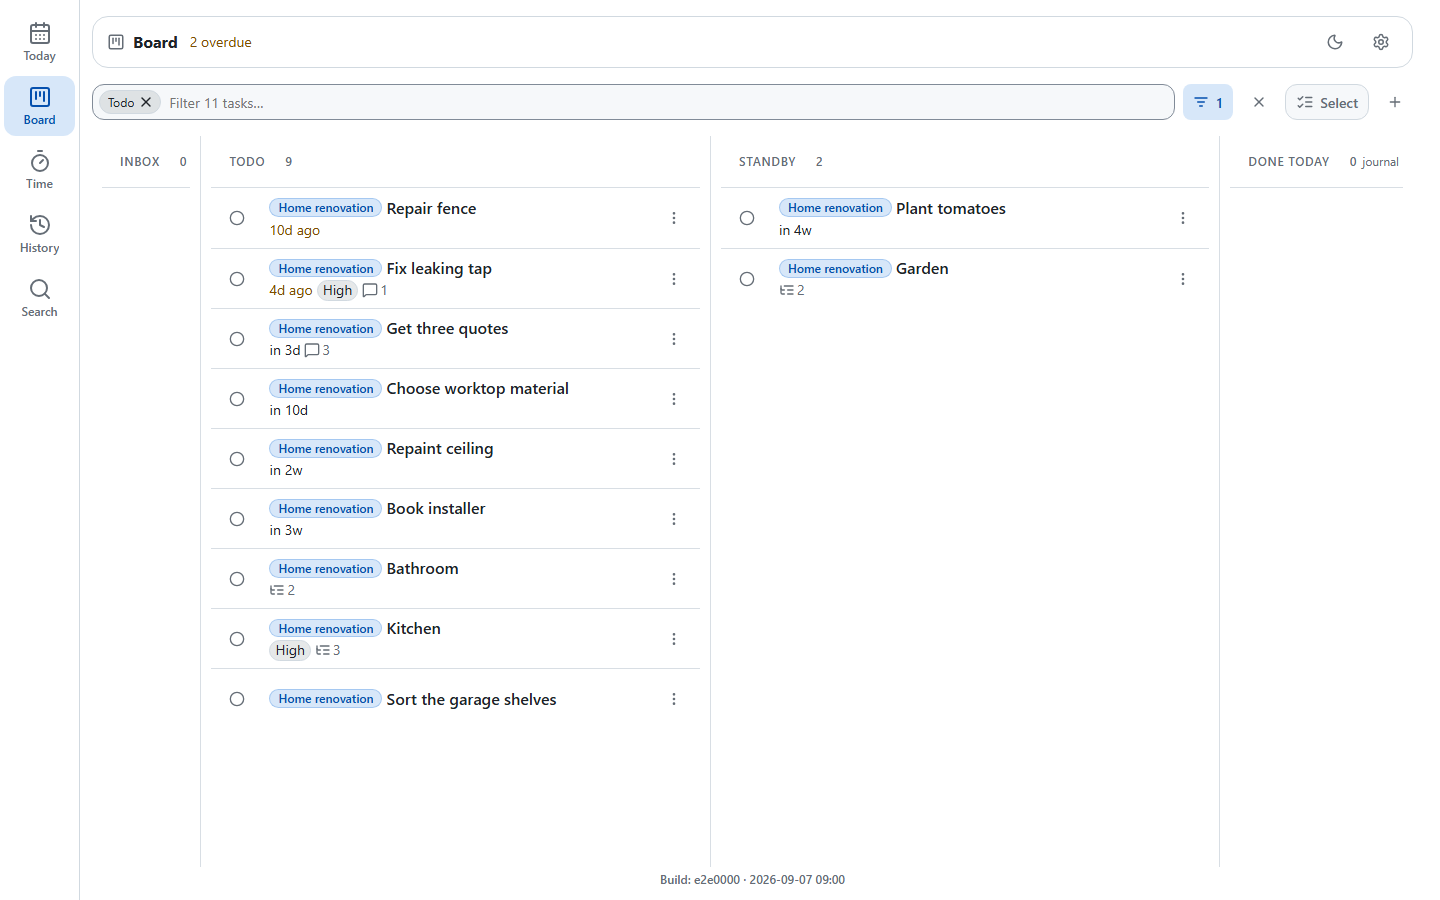 Today
Board
Time
History
Search
Board 2 overdue
Todo Filter 11 tasks... 1 Select
INBOX 0
TODO 9
Home renovation Repair fence
10d ago
Home renovation Fix leaking tap
4d ago High 1
Home renovation Get three quotes
in 3d 3
Home renovation Choose worktop material
in 10d
Home renovation Repaint ceiling
in 2w
Home renovation Book installer
in 3w
Home renovation Bathroom
2
Home renovation Kitchen
High 3
Home renovation Sort the garage shelves
STANDBY 2
Home renovation Plant tomatoes
in 4w
Home renovation Garden
2
DONE TODAY 0 journal
Build: e2e0000 · 2026-09-07 09:00